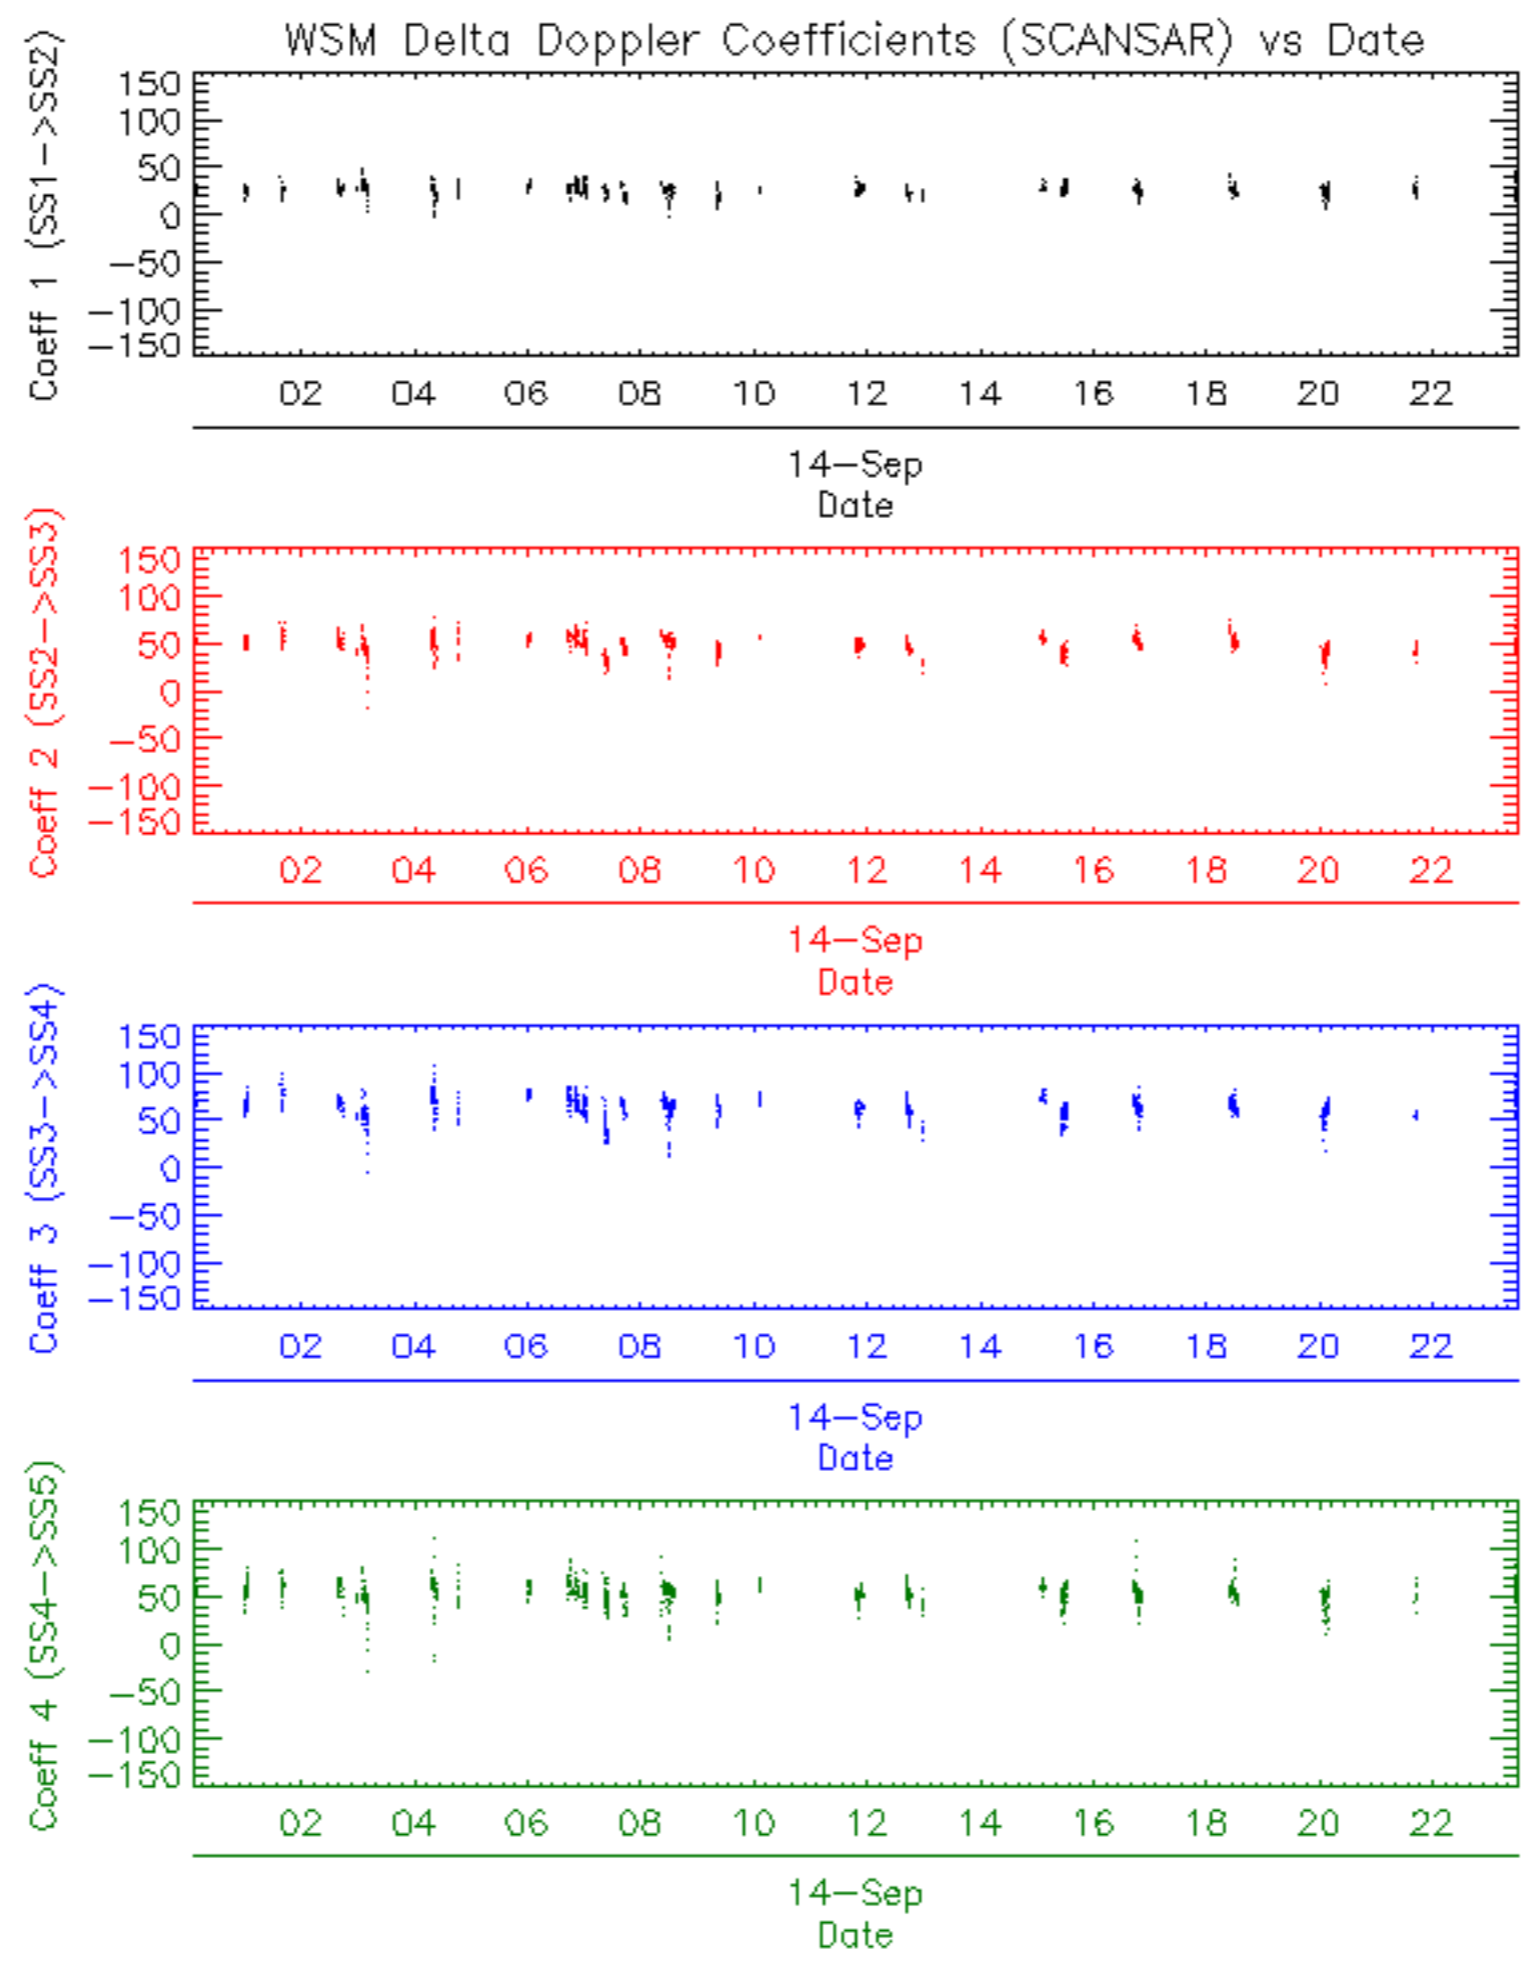 WSM Delta Doppler Coefficients (SCANSAR) vs Date
Coeff 1 (SS1->SS2)
150
100
50
0
-50
-100
-150
02 04 06 08 10 12 14 16 18 20 22
14-Sep
Date
Coeff 2 (SS2->SS3)
150
100
50
0
-50
-100
-150
02 04 06 08 10 12 14 16 18 20 22
14-Sep
Date
Coeff 3 (SS3->SS4)
150
100
50
0
-50
-100
-150
02 04 06 08 10 12 14 16 18 20 22
14-Sep
Date
Coeff 4 (SS4->SS5)
150
100
50
0
-50
-100
-150
02 04 06 08 10 12 14 16 18 20 22
14-Sep
Date